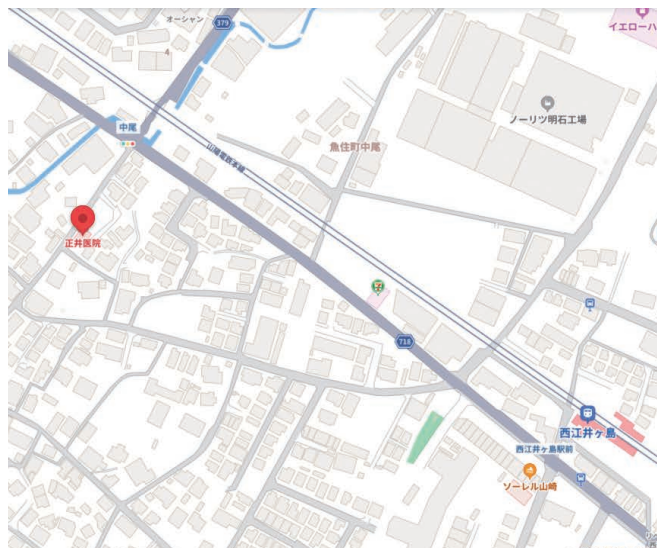 オーシャン
379
4
イエローハ
中尾
ノーリツ明石工場
魚住町中尾
山陽電鉄本線
正井医院
7
718
西江井ヶ島
西江井ヶ島駅前
ソーレル山崎